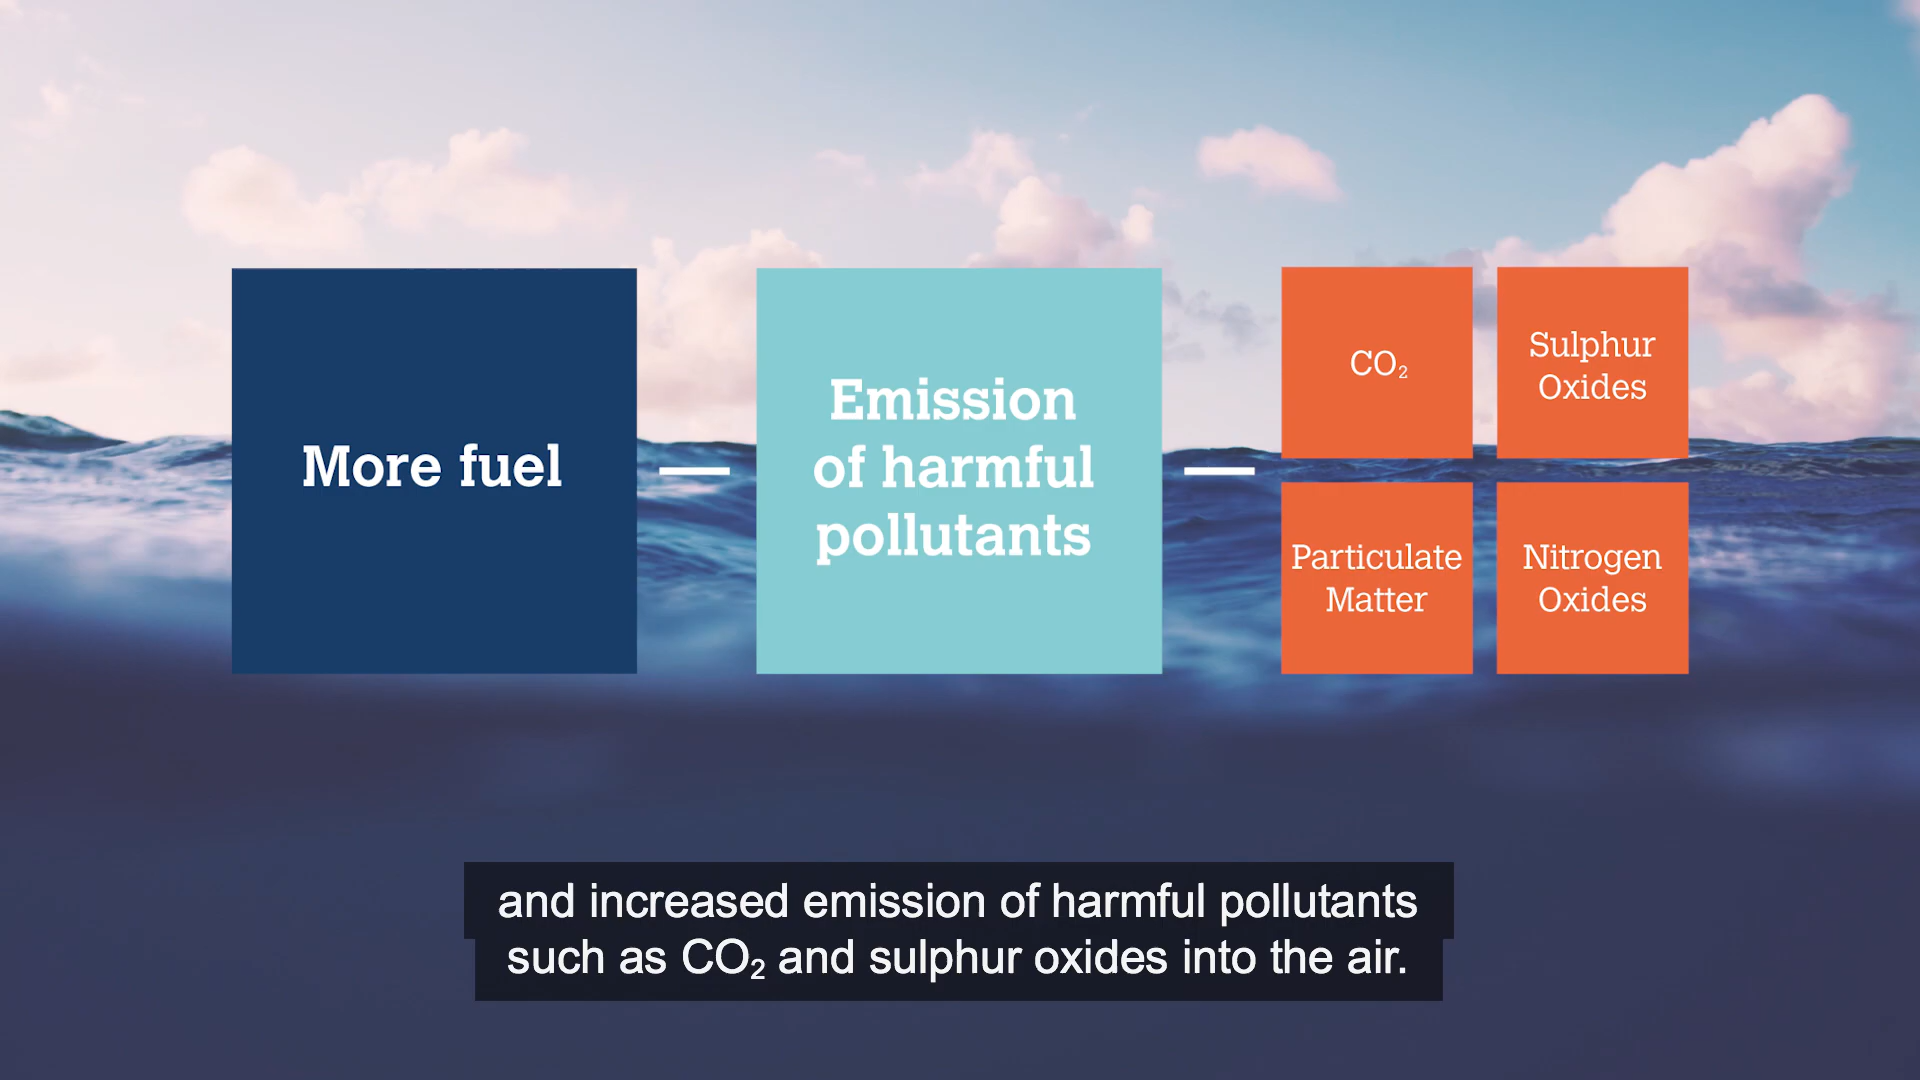 More fuel
Emission
of harmful
pollutants
CO₂
Sulphur
Oxides
Particulate
Matter
Nitrogen
Oxides
and increased emission of harmful pollutants
such as CO₂ and sulphur oxides into the air.